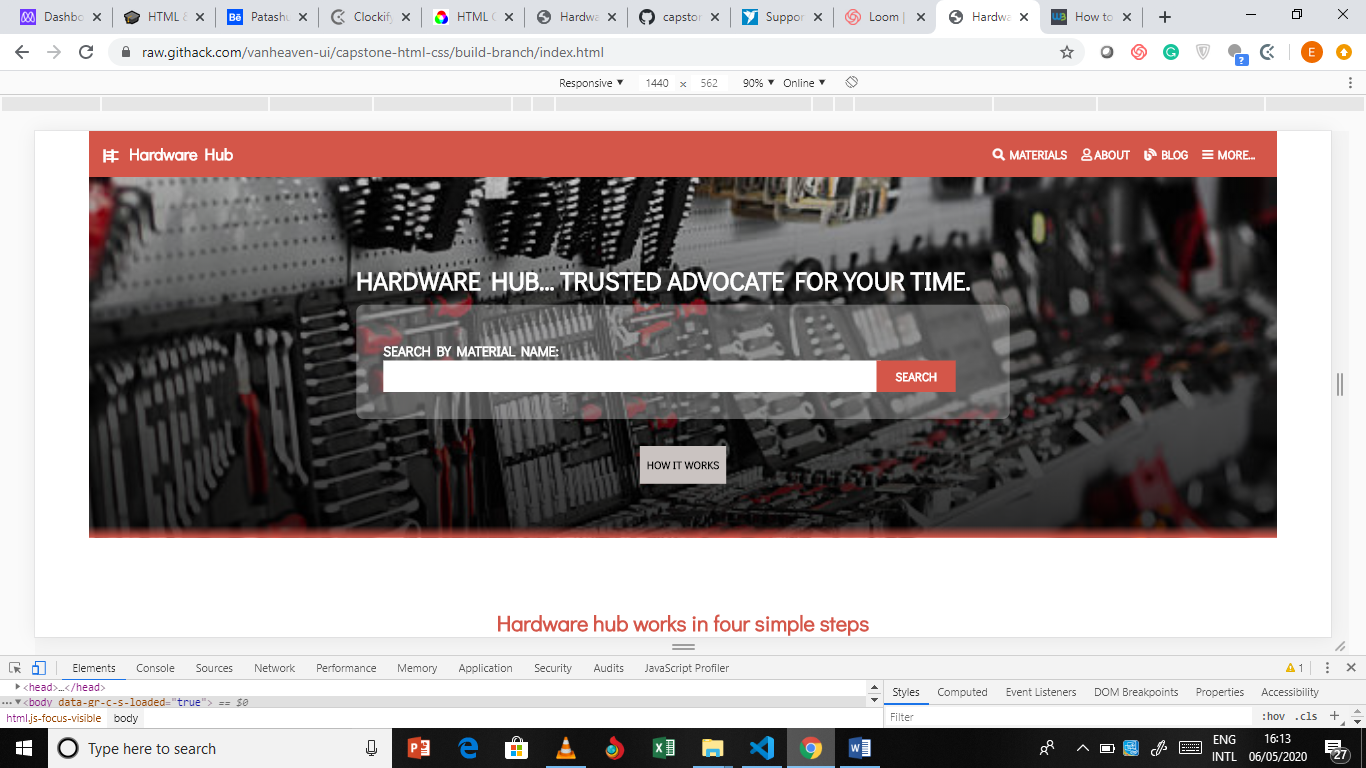 Dashbo
HTML &
Patashu
Clockify
HTML C
Hardwa
capston
Suppor
Loom |
Hardwa
How to
raw.githack.com/vanheaven-ui/capstone-html-css/build-branch/index.html
E
Responsive ▼ 1440 x 562 90% ▼ Online ▼
Hardware Hub
MATERIALS ABOUT BLOG MORE...
HARDWARE HUB... TRUSTED ADVOCATE FOR YOUR TIME.
SEARCH BY MATERIAL NAME:
SEARCH
HOW IT WORKS
Hardware hub works in four simple steps
Elements Console Sources Network Performance Memory Application Security Audits JavaScript Profiler 1
<head>…</head>
<body data-gr-c-s-loaded="true"> == $0
html.js-focus-visible body
Styles Computed Event Listeners DOM Breakpoints Properties Accessibility
Filter :hov .cls +
Type here to search
ENG
INTL
16:13
06/05/2020
27